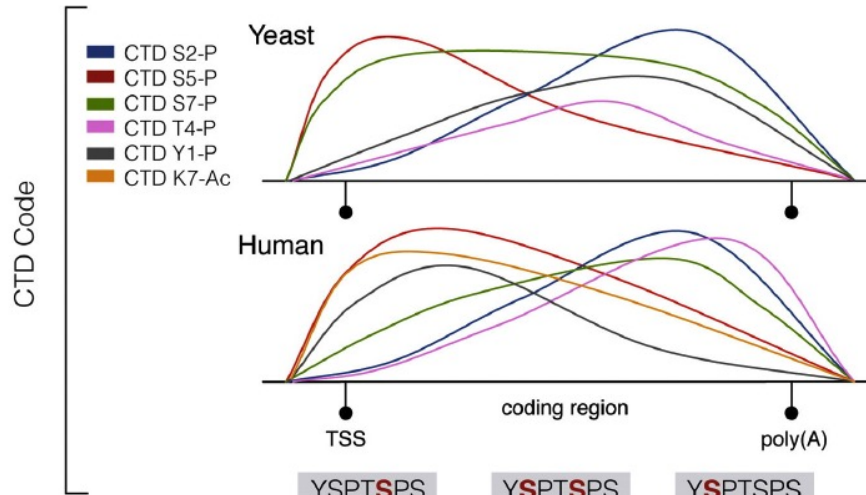 CTD Code
CTD S2-P
CTD S5-P
CTD S7-P
CTD T4-P
CTD Y1-P
CTD K7-Ac
Yeast
Human
coding region
TSS
poly(A)
YSPTSPS YSPTSPS YSPTSPS